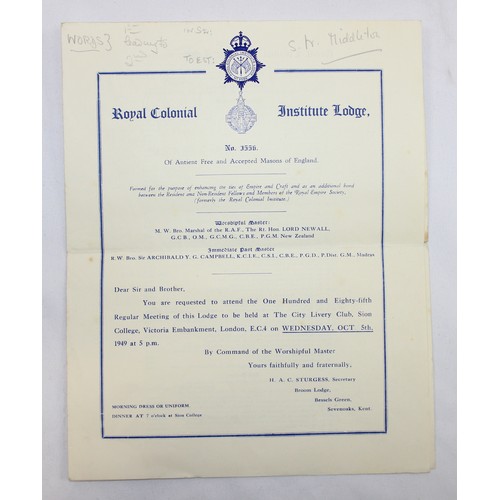 WORKS}
S. H. Middleton
Royal Colonial Institute Lodge,
No. 3556.
Of Antient Free and Accepted Masons of England.
Formed for the purpose of enhancing the ties of Empire and Craft and as an additional bond
between the Resident and Non-Resident Fellows and Members of the Royal Empire Society,
(formerly the Royal Colonial Institute.)
Worshipful Master:
M. W. Bro. Marshal of the R.A.F., The Rt. Hon. LORD NEWALL,
G.C.B., O.M., G.C.M.G., C.B.E., P.G.M. New Zealand
Immediate Past Master
R.W. Bro. Sir ARCHIBALD Y. G. CAMPBELL, K.C.I.E., C.S.I., C.B.E., P.G.D., P.Dist. G.M., Madras
Dear Sir and Brother,
You are requested to attend the One Hundred and Eighty-fifth
Regular Meeting of this Lodge to be held at The City Livery Club, Sion
College, Victoria Embankment, London, E.C.4 on WEDNESDAY, OCT 5th,
1949 at 5 p.m.
By Command of the Worshipful Master
Yours faithfully and fraternally,
H. A. C. STURGESS, Secretary
Broom Lodge,
Bessels Green,
Sevenoaks, Kent.
MORNING DRESS OR UNIFORM.
DINNER AT 7 o'clock at Sion College